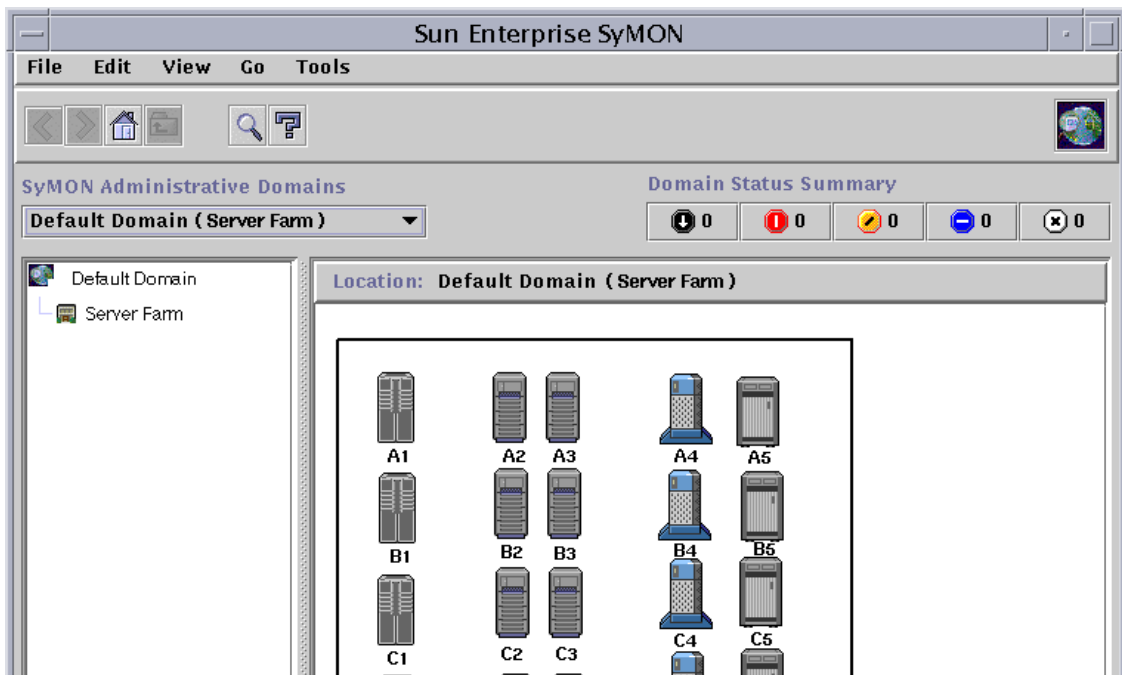 Sun Enterprise SyMON
File Edit View Go Tools
SyMON Administrative Domains
Domain Status Summary
Default Domain ( Server Farm )
0 0 0 0 0
Default Domain
Server Farm
Location: Default Domain ( Server Farm )
A1 A2 A3 A4 A5
B1 B2 B3 B4 B5
C1 C2 C3 C4 C5